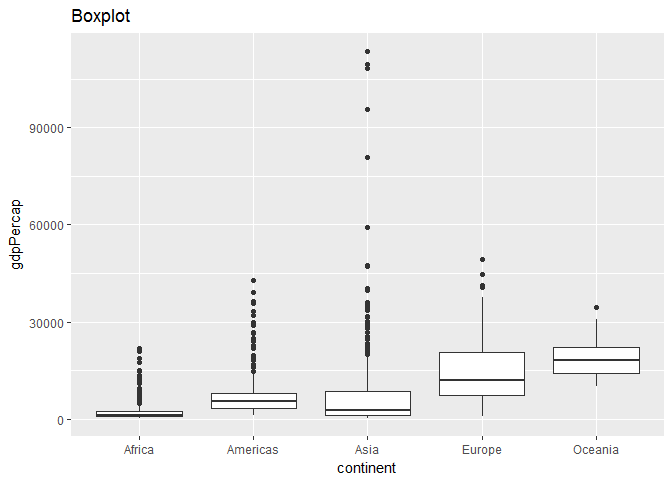 Boxplot
gdpPercap
90000
60000
30000
0
Africa Americas Asia Europe Oceania
continent